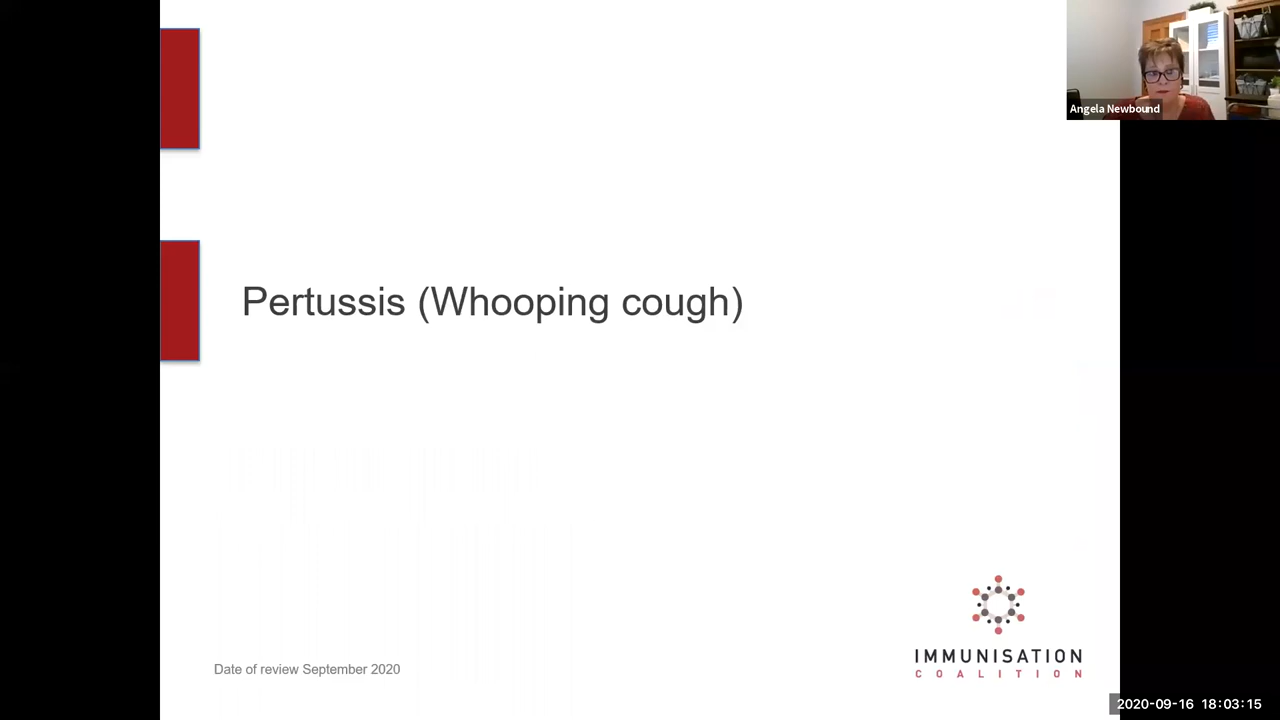 Angela Newbound
Pertussis (Whooping cough)
Date of review September 2020
IMMUNISATION
COALITION
2020-09-16 18:03:15